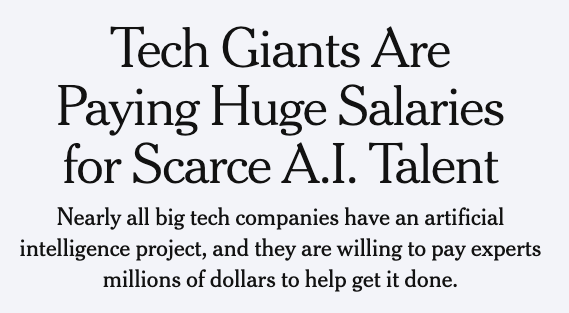 Tech Giants Are
Paying Huge Salaries
for Scarce A.I. Talent
Nearly all big tech companies have an artificial
intelligence project, and they are willing to pay experts
millions of dollars to help get it done.